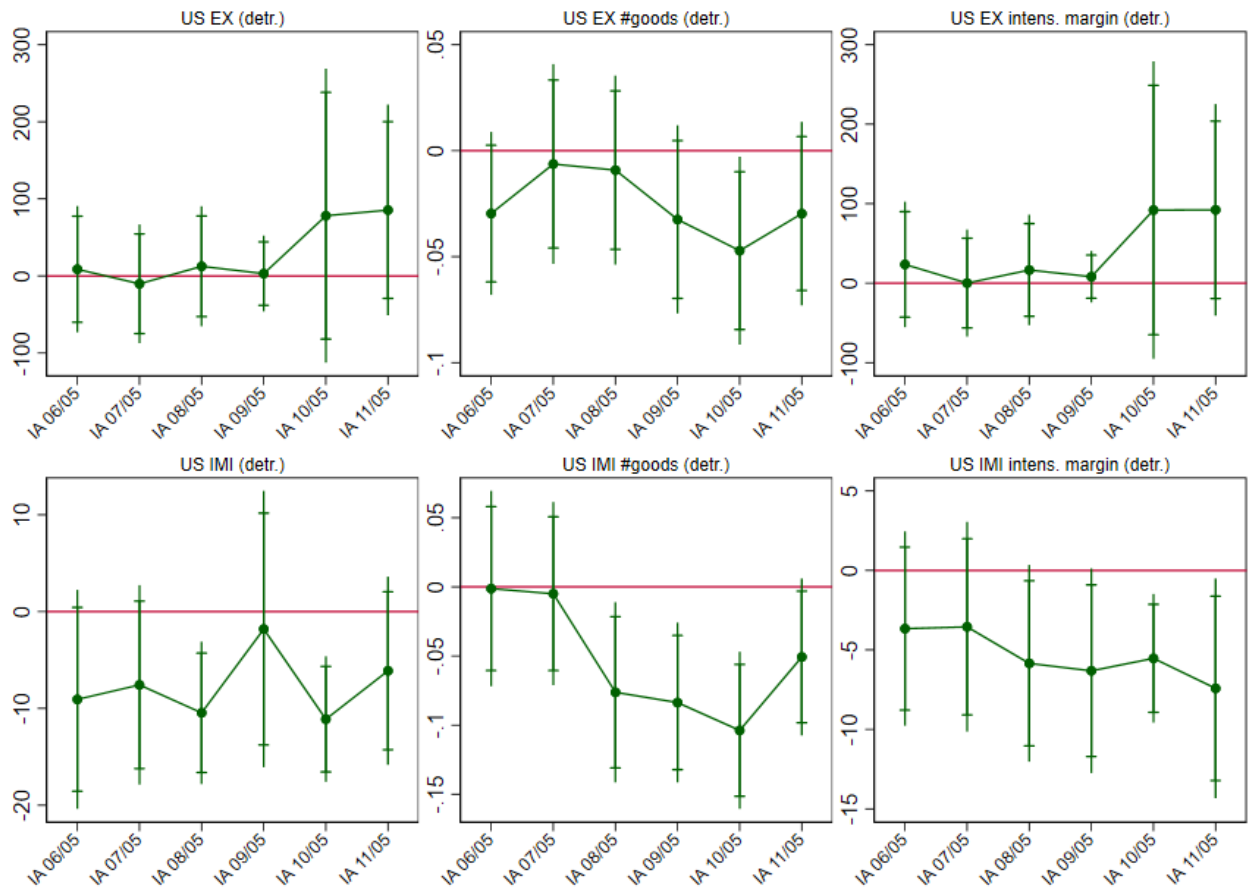 US EX (detr.)
300
200
100
0
-100
IA 06/05
IA 07/05
IA 08/05
IA 09/05
IA 10/05
IA 11/05
US EX #goods (detr.)
.05
0
-.05
-.1
IA 06/05
IA 07/05
IA 08/05
IA 09/05
IA 10/05
IA 11/05
US EX intens. margin (detr.)
300
200
100
0
-100
IA 06/05
IA 07/05
IA 08/05
IA 09/05
IA 10/05
IA 11/05
US IMI (detr.)
10
0
-10
-20
IA 06/05
IA 07/05
IA 08/05
IA 09/05
IA 10/05
IA 11/05
US IMI #goods (detr.)
.05
0
-.05
-.1
-.15
IA 06/05
IA 07/05
IA 08/05
IA 09/05
IA 10/05
IA 11/05
US IMI intens. margin (detr.)
5
0
-5
-10
-15
IA 06/05
IA 07/05
IA 08/05
IA 09/05
IA 10/05
IA 11/05